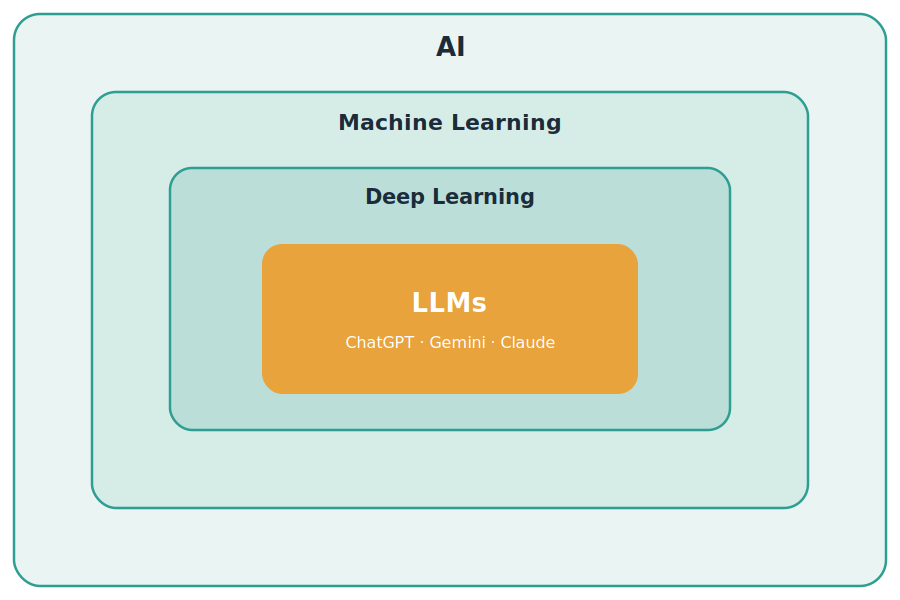 AI
Machine Learning
Deep Learning
LLMs
ChatGPT · Gemini · Claude